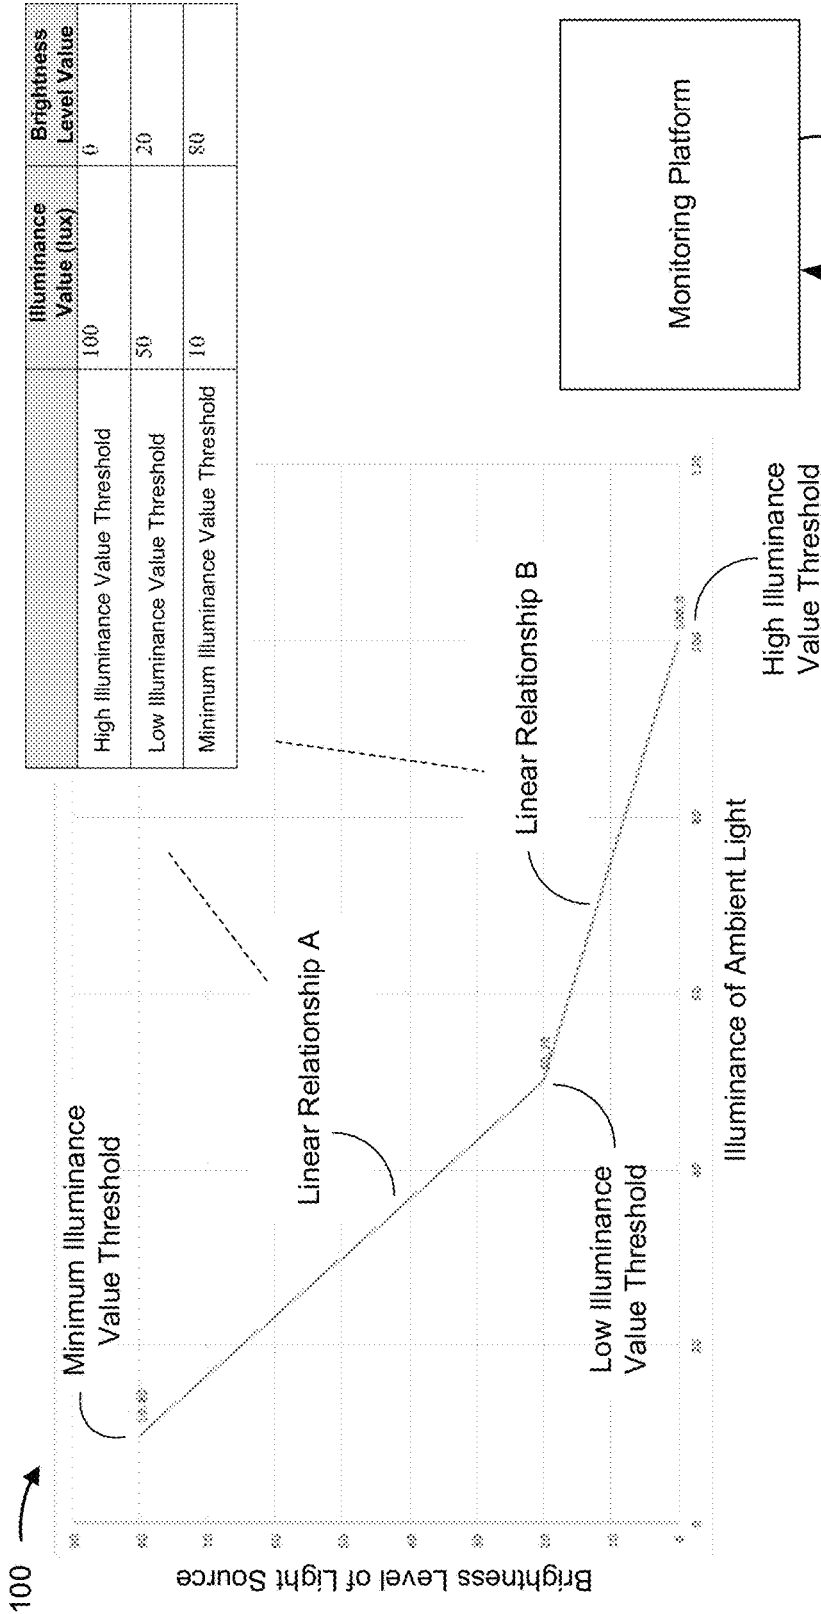 100
Minimum Illuminance
Value Threshold
Linear Relationship A
Linear Relationship B
Low Illuminance
Value Threshold
High Illuminance
Value Threshold
Brightness Level of Light Source
Illuminance of Ambient Light
Illuminance Value (lux) Brightness Level Value
High Illuminance Value Threshold 100 0
Low Illuminance Value Threshold 50 20
Minimum Illuminance Value Threshold 10 80
Monitoring Platform